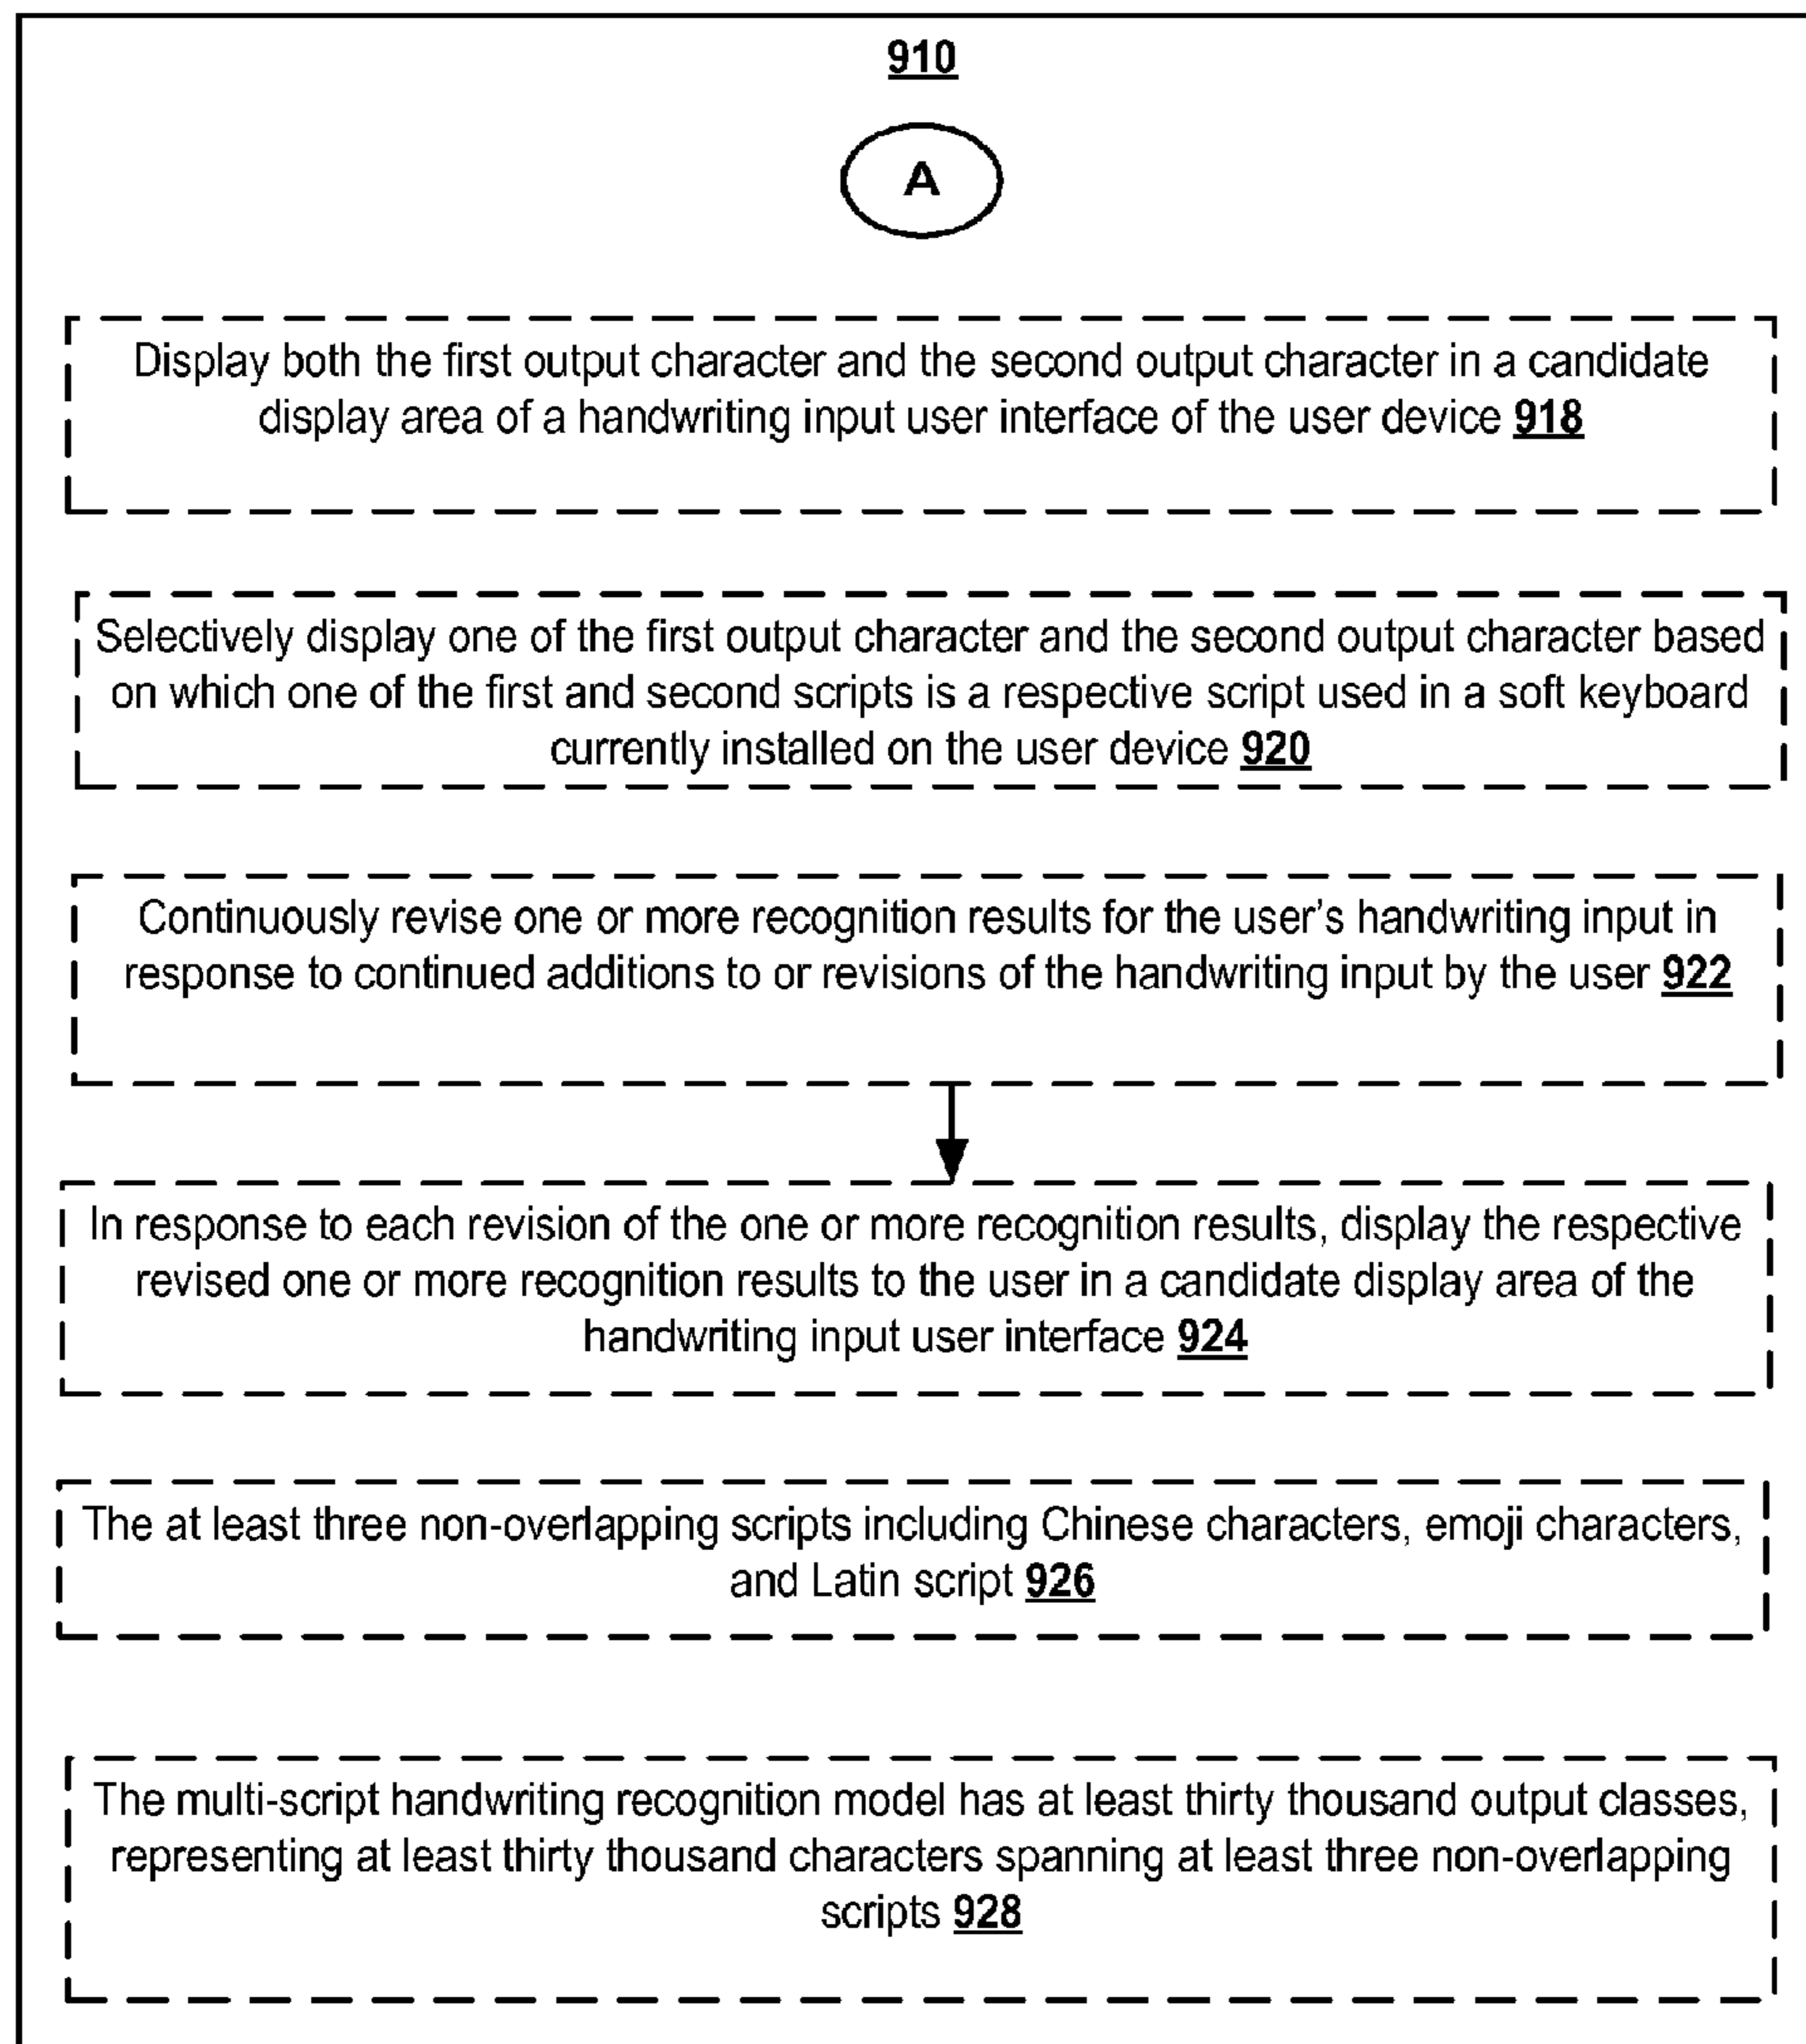 910
A
Display both the first output character and the second output character in a candidate
display area of a handwriting input user interface of the user device 918
Selectively display one of the first output character and the second output character based
on which one of the first and second scripts is a respective script used in a soft keyboard
currently installed on the user device 920
Continuously revise one or more recognition results for the user’s handwriting input in
response to continued additions to or revisions of the handwriting input by the user 922
In response to each revision of the one or more recognition results, display the respective
revised one or more recognition results to the user in a candidate display area of the
handwriting input user interface 924
The at least three non-overlapping scripts including Chinese characters, emoji characters,
and Latin script 926
The multi-script handwriting recognition model has at least thirty thousand output classes,
representing at least thirty thousand characters spanning at least three non-overlapping
scripts 928